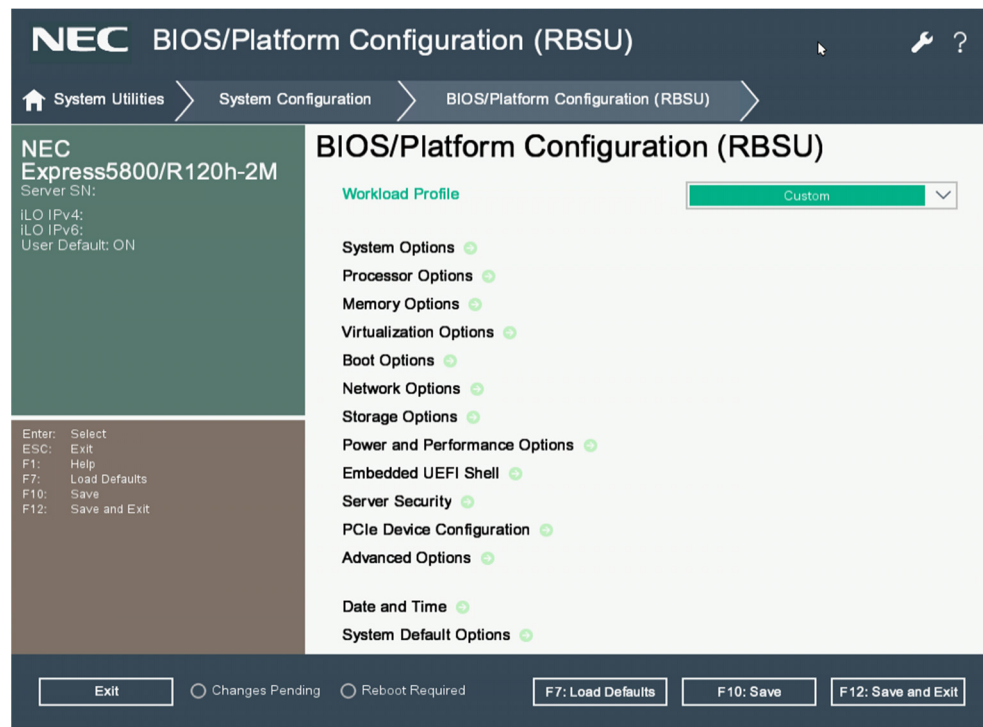 NEC BIOS/Platform Configuration (RBSU)
?
System Utilities
System Configuration
BIOS/Platform Configuration (RBSU)
NEC
Express5800/R120h-2M
Server SN:
iLO IPv4:
iLO IPv6:
User Default: ON
Enter: Select
ESC: Exit
F1: Help
F7: Load Defaults
F10: Save
F12: Save and Exit
BIOS/Platform Configuration (RBSU)
Workload Profile
Custom
System Options
Processor Options
Memory Options
Virtualization Options
Boot Options
Network Options
Storage Options
Power and Performance Options
Embedded UEFI Shell
Server Security
PCIe Device Configuration
Advanced Options
Date and Time
System Default Options
Exit
Changes Pending
Reboot Required
F7: Load Defaults
F10: Save
F12: Save and Exit